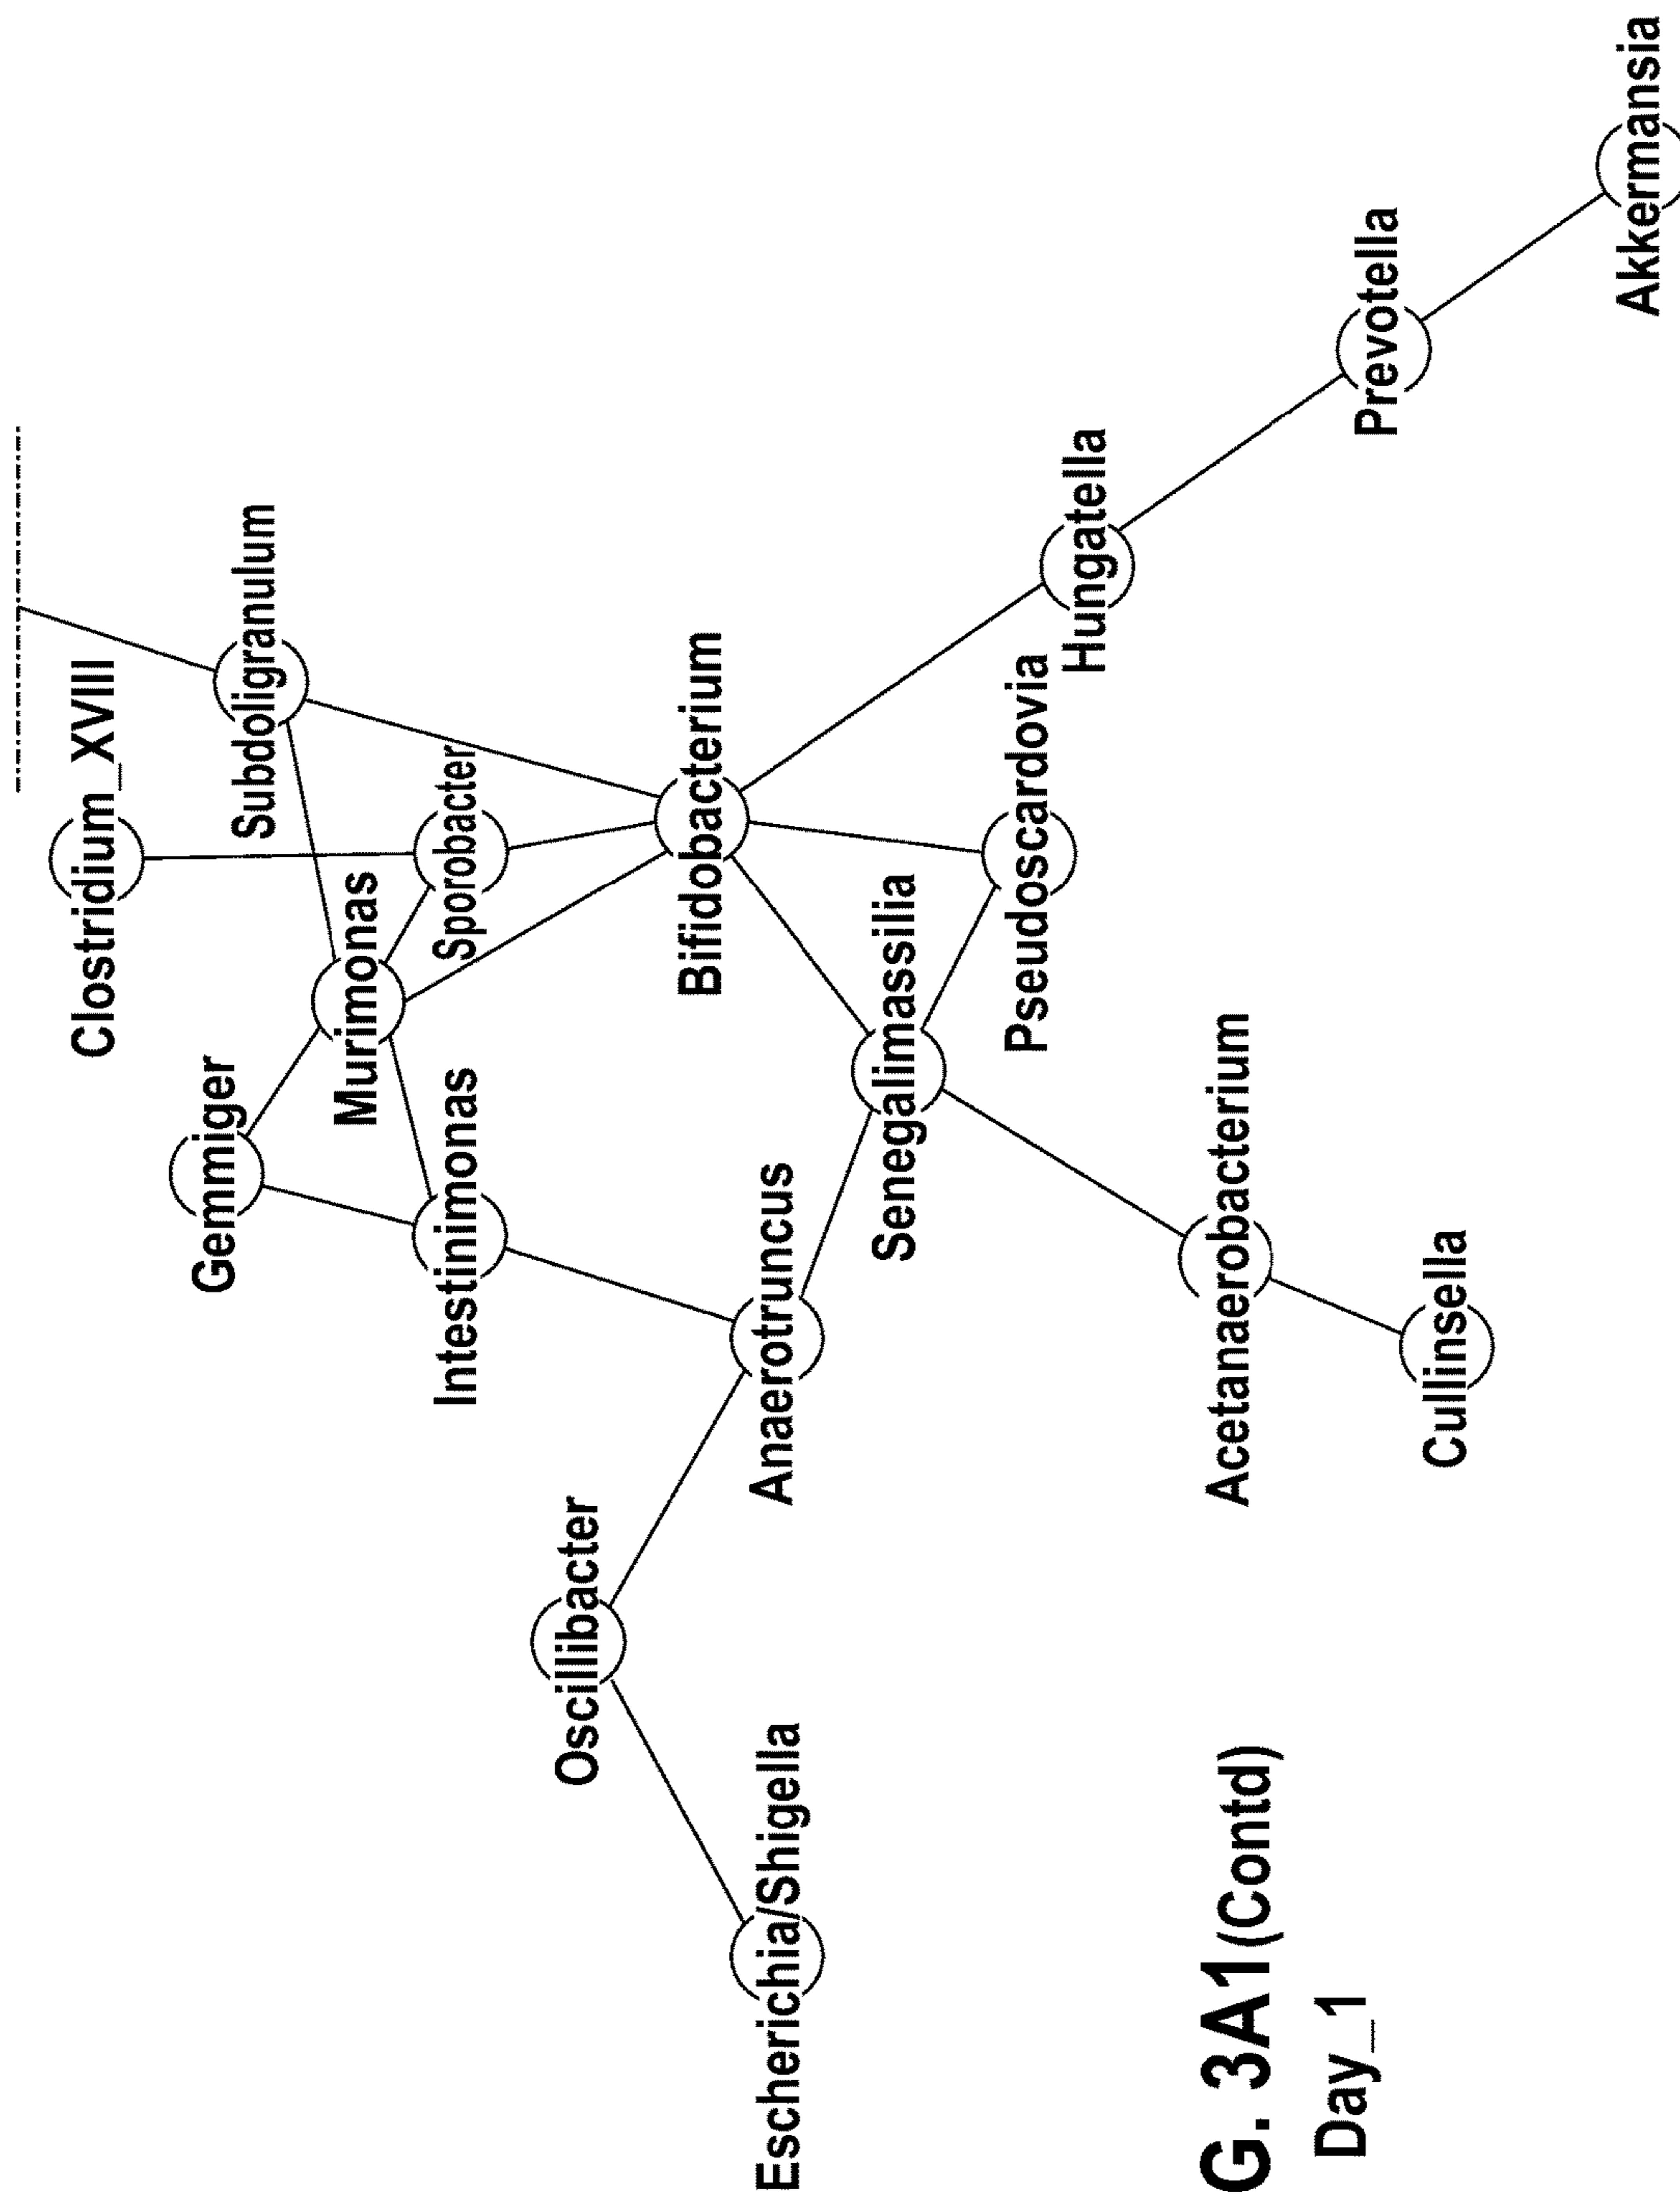 Clostridium_XVIII
Subdoligranulum
Gemmiger
Murimonas
Sporobacter
Intestinimonas
Oscillibacter
Bifidobacterium
Anaerotruncus
Escherichia/Shigella
Senegalimassilia
Pseudoscardovia
Hungatella
Acetanaerobacterium
Prevotella
Cullinsella
Akkermansia
G. 3A1(Contd)
Day_1